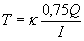 T = κ 0,75Q / I